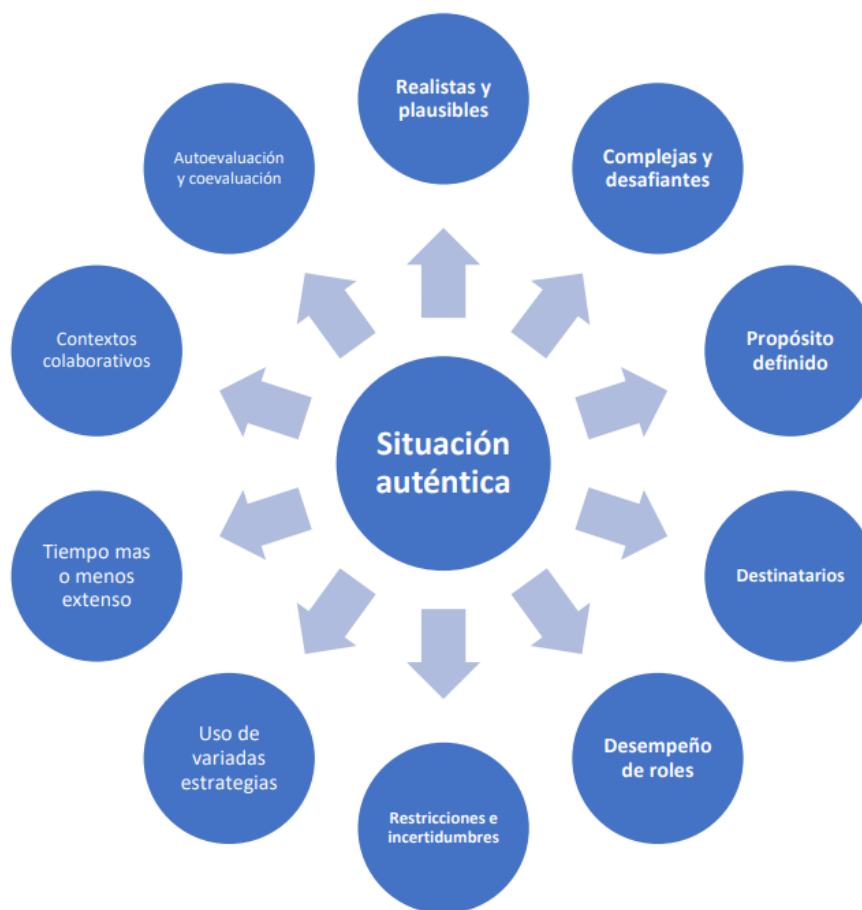 Realistas y
plausibles
Complejas y
desafiantes
Propósito
definido
Destinatarios
Desempeño
de roles
Restricciones e
incertidumbres
Uso de
variadas
estrategias
Tiempo mas
o menos
extenso
Contextos
colaborativos
Autoevaluación
y coevaluación
Situación
auténtica